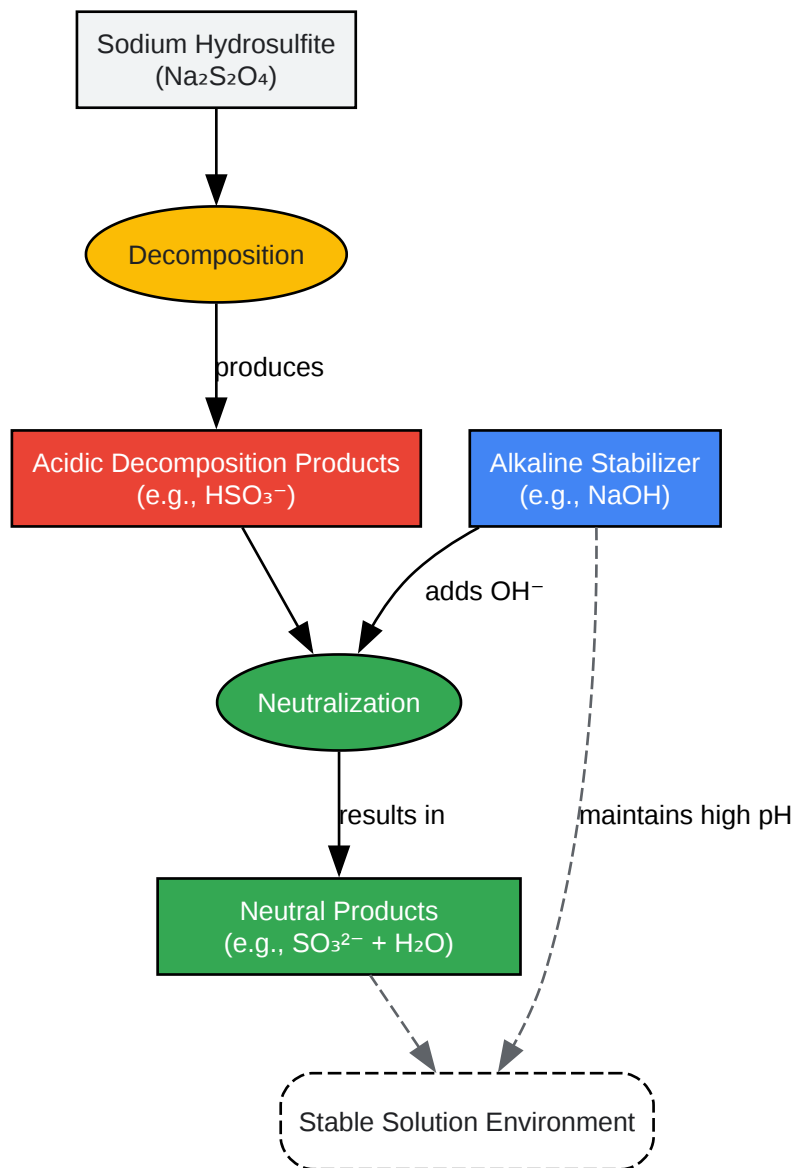 Sodium Hydrosulfite
(Na₂S₂O₄)
Decomposition
produces
Acidic Decomposition Products
(e.g., HSO₃⁻)
Alkaline Stabilizer
(e.g., NaOH)
adds OH⁻
Neutralization
results in
maintains high pH
Neutral Products
(e.g., SO₃²⁻ + H₂O)
Stable Solution Environment